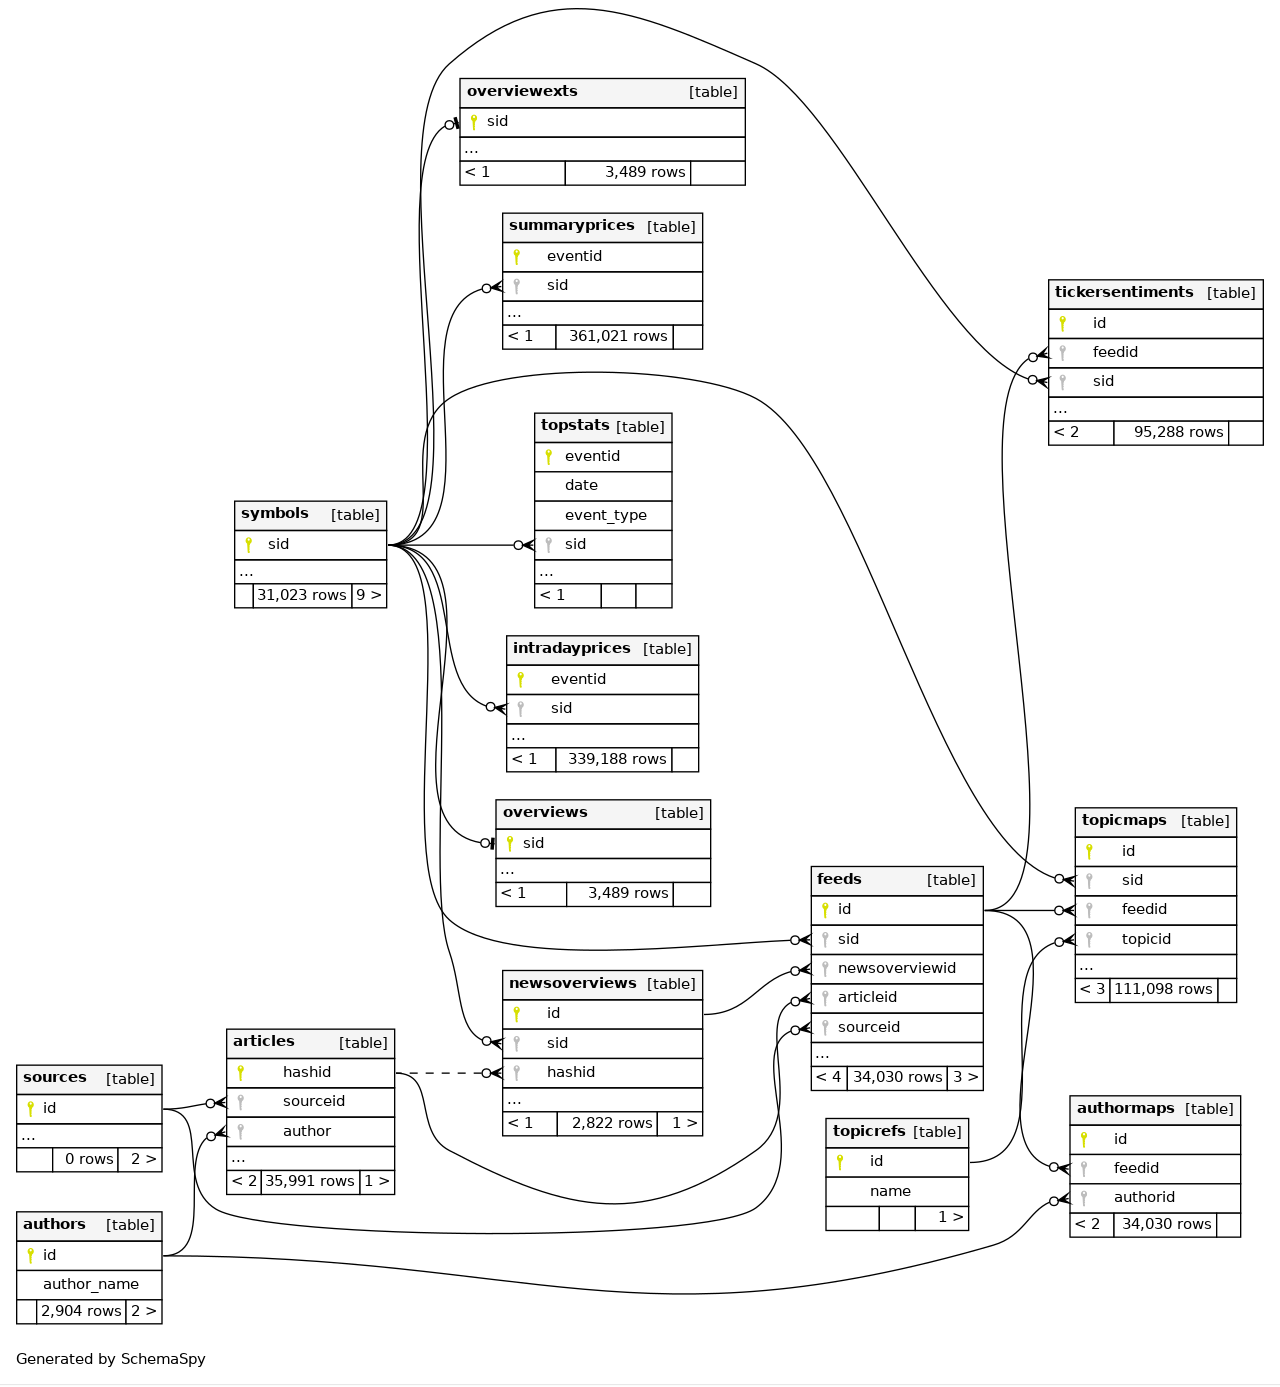 overviewexts [table]
sid
...
< 1 3,489 rows
summaryprices [table]
eventid
sid
...
< 1 361,021 rows
tickersentiments [table]
id
feedid
sid
...
< 2 95,288 rows
topstats [table]
eventid
date
event_type
sid
...
< 1
symbols [table]
sid
...
31,023 rows 9 >
intradayprices [table]
eventid
sid
...
< 1 339,188 rows
overviews [table]
sid
...
< 1 3,489 rows
topicmaps [table]
id
sid
feedid
topicid
...
< 3 111,098 rows
feeds [table]
id
sid
newsoverviewid
articleid
sourceid
...
< 4 34,030 rows 3 >
newsoverviews [table]
id
sid
hashid
...
< 1 2,822 rows 1 >
articles [table]
hashid
sourceid
author
...
< 2 35,991 rows 1 >
sources [table]
id
...
0 rows 2 >
topicrefs [table]
id
name
1 >
authormaps [table]
id
feedid
authorid
< 2 34,030 rows
authors [table]
id
author_name
2,904 rows 2 >
Generated by SchemaSpy